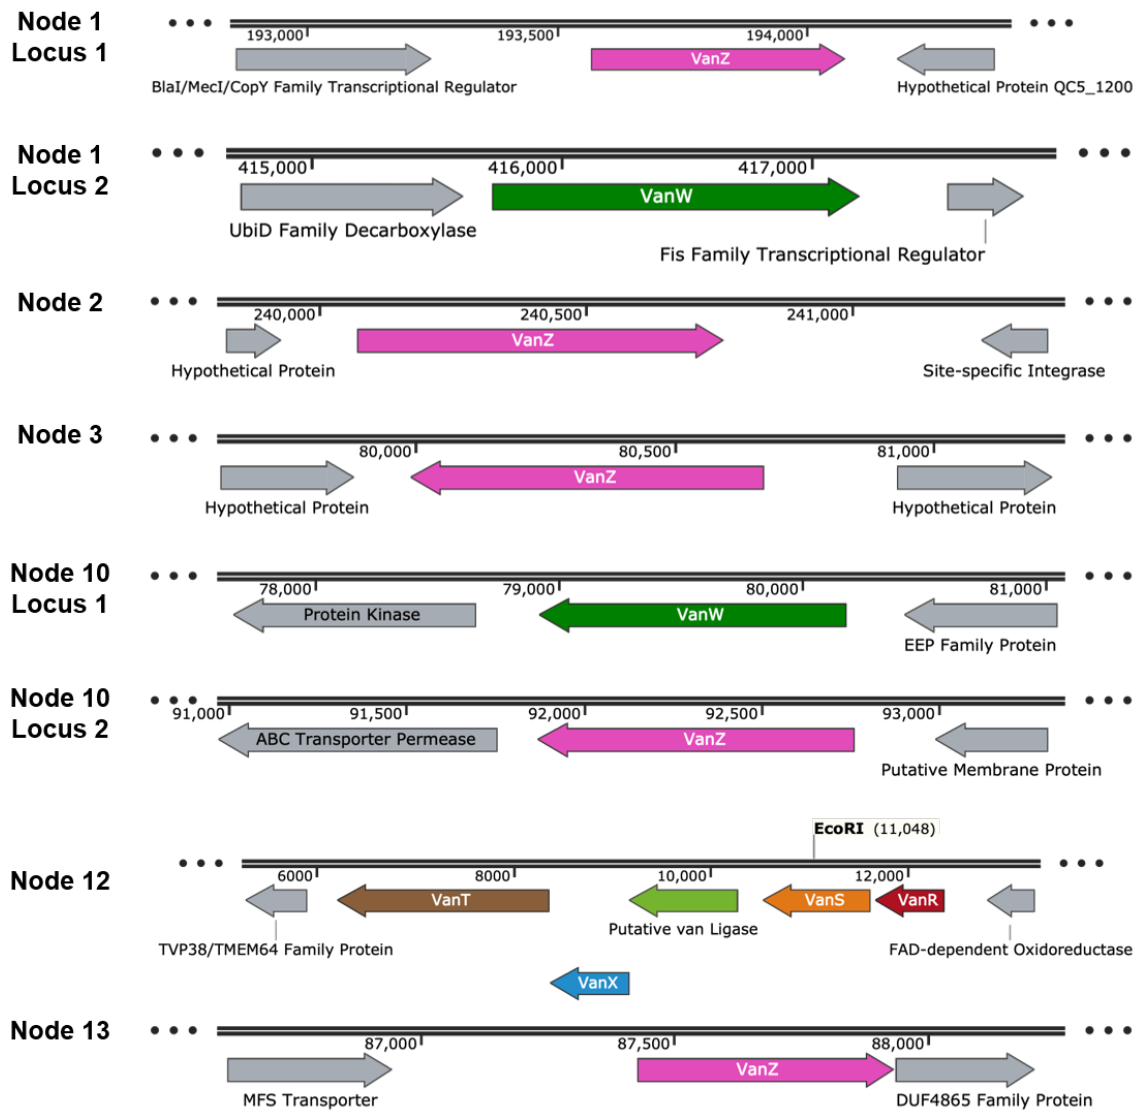 Node 1
Locus 1
193,000
193,500
194,000
VanZ
BlaI/MecI/CopY Family Transcriptional Regulator
Hypothetical Protein QC5_1200
Node 1
Locus 2
415,000
416,000
417,000
VanW
UbiD Family Decarboxylase
Fis Family Transcriptional Regulator
Node 2
240,000
240,500
241,000
VanZ
Hypothetical Protein
Site-specific Integrase
Node 3
80,000
80,500
81,000
VanZ
Hypothetical Protein
Hypothetical Protein
Node 10
Locus 1
78,000
79,000
80,000
81,000
Protein Kinase
VanW
EEP Family Protein
Node 10
Locus 2
91,000
91,500
92,000
92,500
93,000
ABC Transporter Permease
VanZ
Putative Membrane Protein
Node 12
EcoRI (11,048)
6000
8000
10,000
12,000
VanT
VanS
VanR
Putative van Ligase
TVP38/TMEM64 Family Protein
FAD-dependent Oxidoreductase
VanX
Node 13
87,000
87,500
88,000
VanZ
MFS Transporter
DUF4865 Family Protein